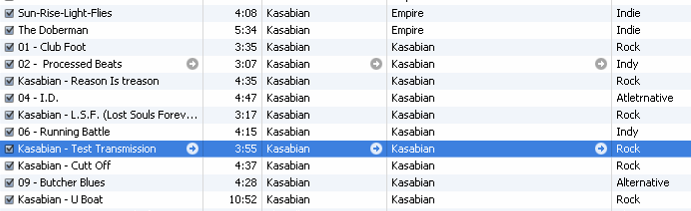 Sun-Rise-Light-Flies 4:08 Kasabian Empire Indie
The Doberman 5:34 Kasabian Empire Indie
01 - Club Foot 3:35 Kasabian Kasabian Rock
02 - Processed Beats 3:07 Kasabian Kasabian Indy
Kasabian - Reason Is treason 4:35 Kasabian Kasabian Rock
04 - I.D. 4:47 Kasabian Kasabian Atletrnative
Kasabian - L.S.F. (Lost Souls Forev... 3:17 Kasabian Kasabian Rock
06 - Running Battle 4:15 Kasabian Kasabian Indy
Kasabian - Test Transmission 3:55 Kasabian Kasabian Rock
Kasabian - Cutt Off 4:37 Kasabian Kasabian Rock
09 - Butcher Blues 4:28 Kasabian Kasabian Alternative
Kasabian - U Boat 10:52 Kasabian Kasabian Rock